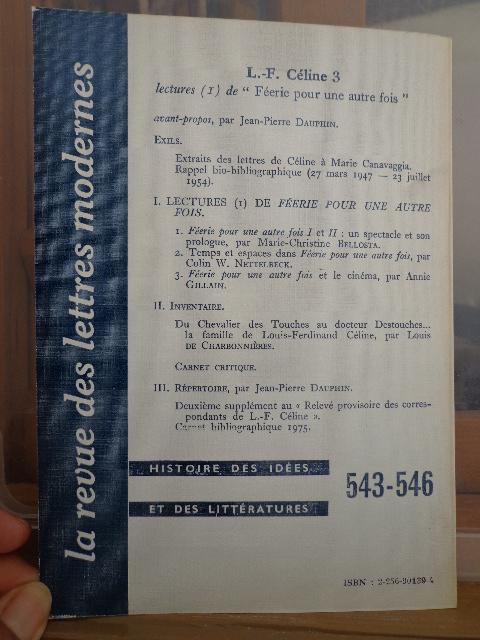 la revue des lettres modernes
L.-F. Céline 3
lectures (1) de “ Féerie pour une autre fois ”
avant-propos, par Jean-Pierre DAUPHIN.
EXILS.
Extraits des lettres de Céline à Marie Canavaggia.
Rappel bio-bibliographique (27 mars 1947 — 23 juillet
1954).
I. LECTURES (1) DE FÉERIE POUR UNE AUTRE
FOIS.
1. Féerie pour une autre fois I et II : un spectacle et son
prologue, par Marie-Christine BELLOSTA.
2. Temps et espaces dans Féerie pour une autre fois, par
Colin W. NETTELBECK.
3. Féerie pour une autre fois et le cinéma, par Annie
GILLAIN.
II. INVENTAIRE.
Du Chevalier des Touches au docteur Destouches...
la famille de Louis-Ferdinand Céline, par Louis
DE CHARBONNIÈRES.
CARNET CRITIQUE.
III. RÉPERTOIRE, par Jean-Pierre DAUPHIN.
Deuxième supplément au « Relevé provisoire des corres-
pondants de L.-F. Céline ».
Carnet bibliographique 1975.
HISTOIRE DES IDÉES
ET DES LITTÉRATURES
543-546
ISBN : 2-256-90139-4